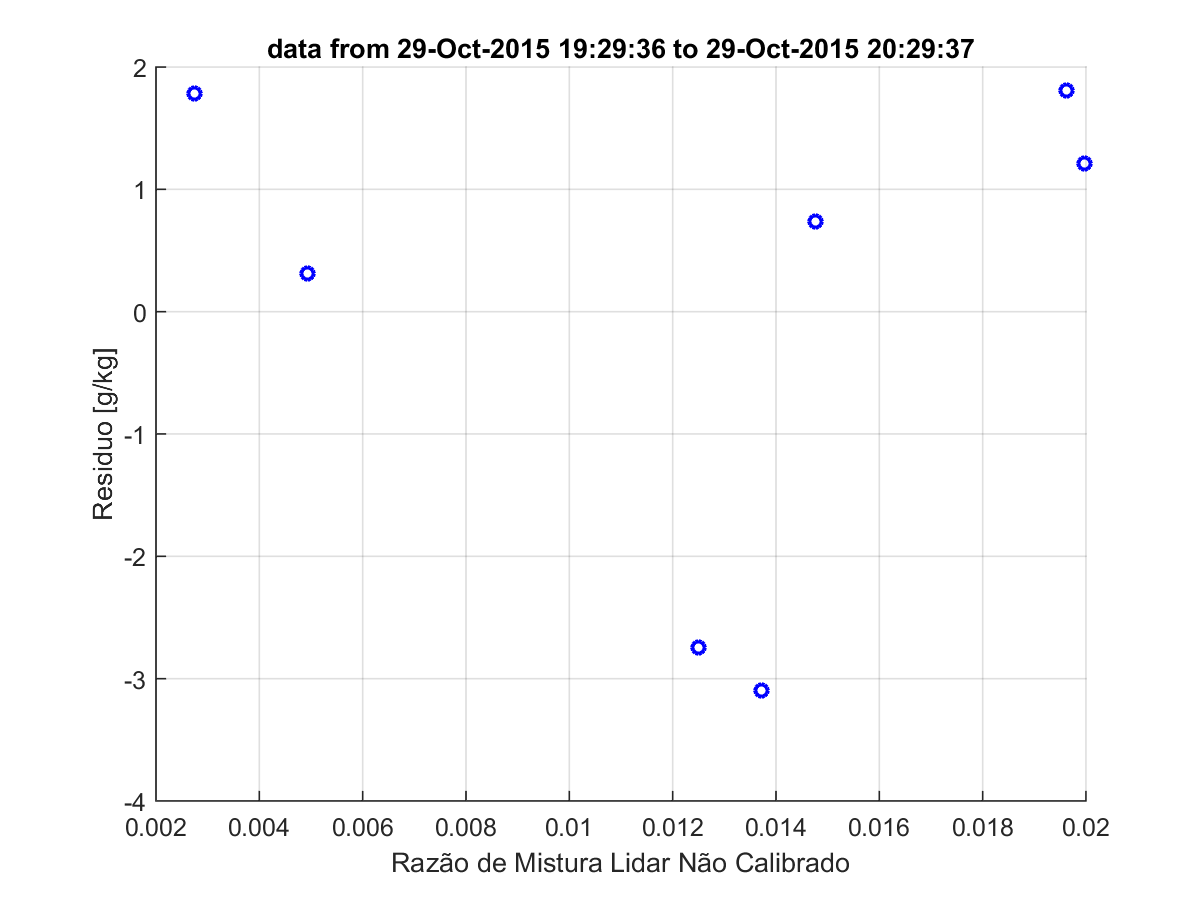 data from 29-Oct-2015 19:29:36 to 29-Oct-2015 20:29:37
2
1
0
-1
-2
-3
-4
Residuo [g/kg]
0.002 0.004 0.006 0.008 0.01 0.012 0.014 0.016 0.018 0.02
Razão de Mistura Lidar Não Calibrado